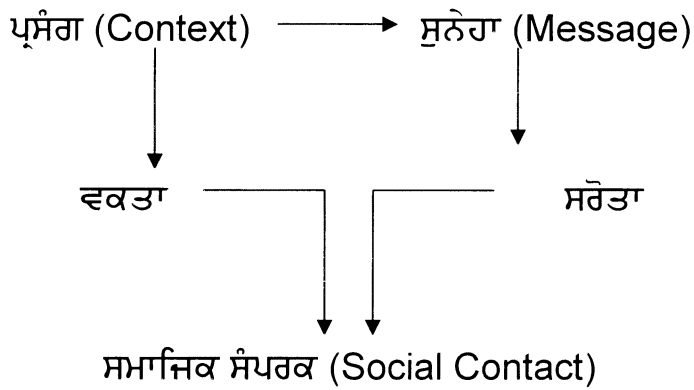 ਪ੍ਰਸੰਗ (Context) ਸੁਨੇਹਾ (Message)
ਵਕਤਾ ਸਰੋਤਾ
ਸਮਾਜਿਕ ਸੰਪਰਕ (Social Contact)